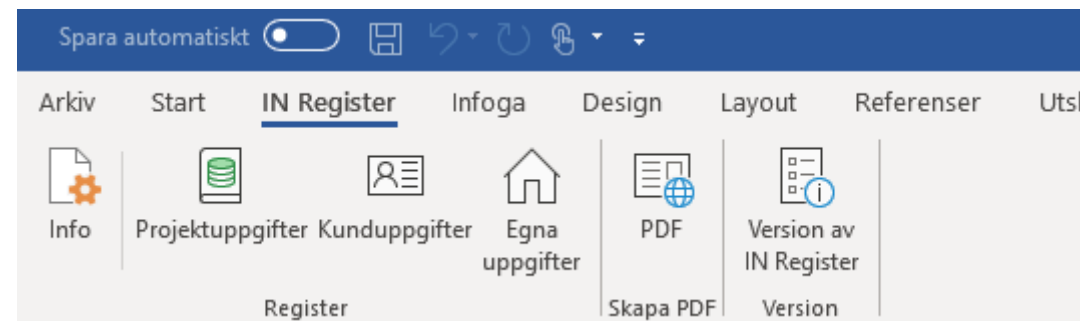 Spara automatiskt
Arkiv Start IN Register Infoga Design Layout Referenser
Info Projektuppgifter Kunduppgifter Egna uppgifter PDF Version av IN Register
Register Skapa PDF Version